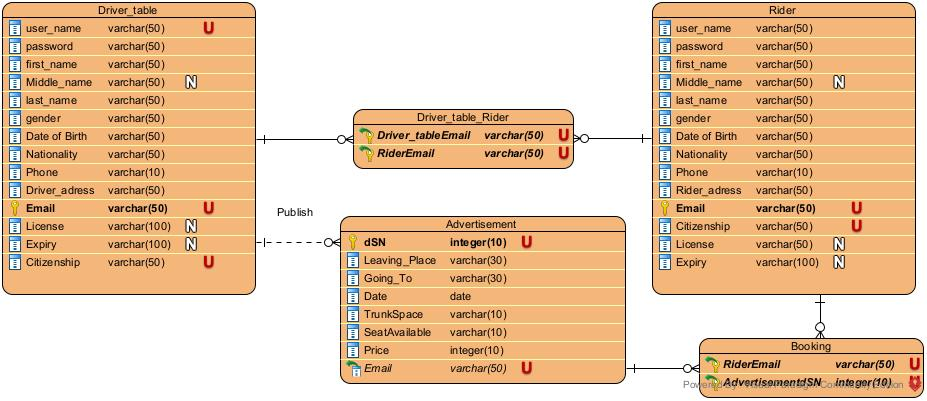 Driver_table
user_name varchar(50) U
password varchar(50)
first_name varchar(50)
Middle_name varchar(50) N
last_name varchar(50)
gender varchar(50)
Date of Birth varchar(50)
Nationality varchar(50)
Phone varchar(10)
Driver_adress varchar(50)
Email varchar(50) U
License varchar(100) N
Expiry varchar(100) N
Citizenship varchar(50) U
Driver_table_Rider
Driver_tableEmail varchar(50) U
RiderEmail varchar(50) U
Rider
user_name varchar(50)
password varchar(50)
first_name varchar(50)
Middle_name varchar(50) N
last_name varchar(50)
gender varchar(50)
Date of Birth varchar(50)
Nationality varchar(50)
Phone varchar(10)
Rider_adress varchar(50)
Email varchar(50) U
Citizenship varchar(50) U
License varchar(50) N
Expiry varchar(100) N
Publish
Advertisement
dSN integer(10) U
Leaving_Place varchar(30)
Going_To varchar(30)
Date date
TrunkSpace varchar(10)
SeatAvailable varchar(10)
Price integer(10)
Email varchar(50) U
Booking
RiderEmail varchar(50) U
AdvertisementdSN integer(10) U